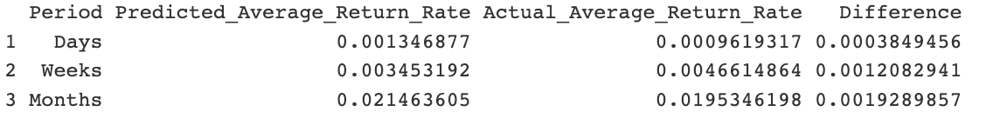 Period Predicted_Average_Return_Rate Actual_Average_Return_Rate Difference
1 Days 0.001346877 0.0009619317 0.0003849456
2 Weeks 0.003453192 0.0046614864 0.0012082941
3 Months 0.021463605 0.0195346198 0.0019289857